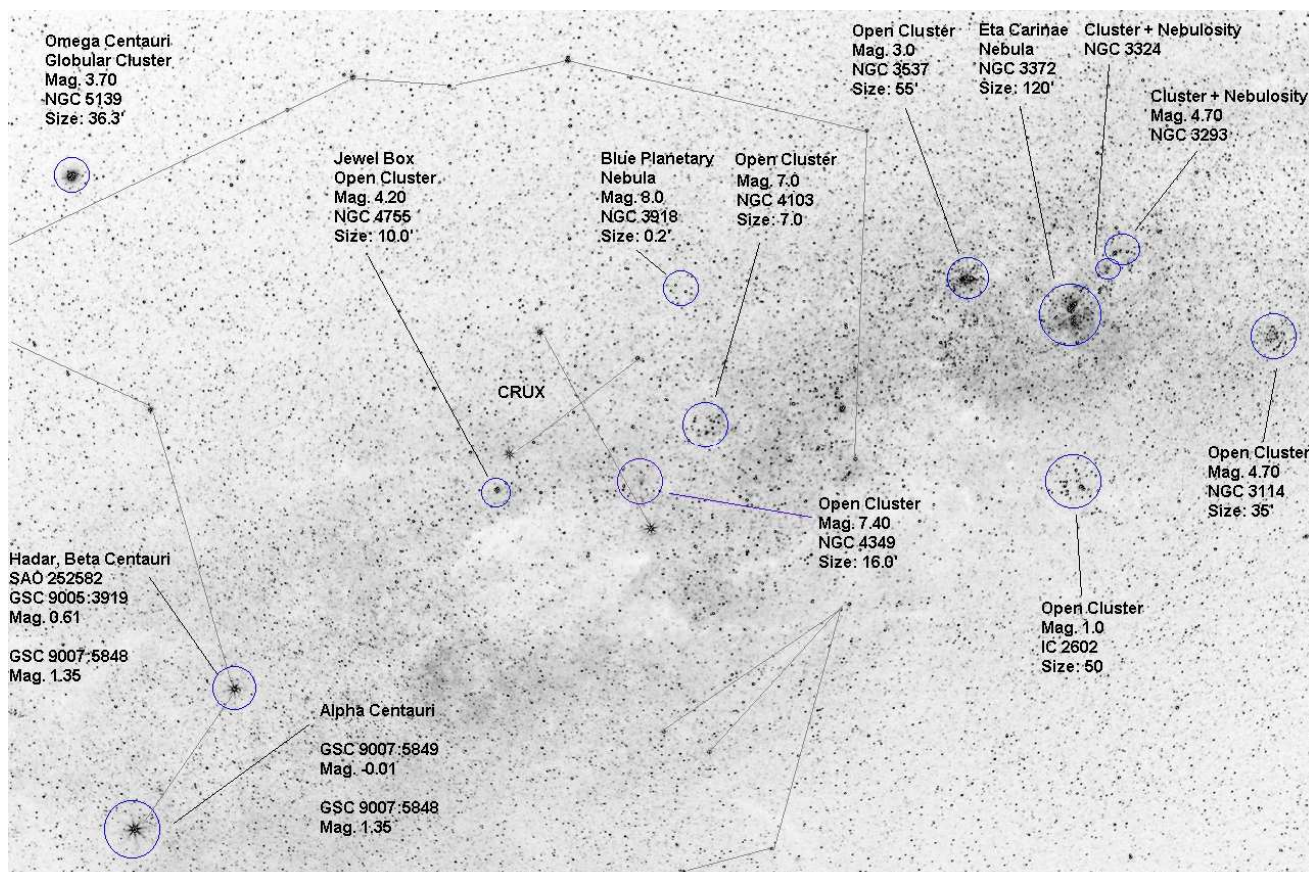 Omega Centauri
Globular Cluster
Mag. 3.70
NGC 5139
Size: 36.3'
Jewel Box
Open Cluster
Mag. 4.20
NGC 4755
Size: 10.0'
Blue Planetary
Nebula
Mag. 8.0
NGC 3918
Size: 0.2'
Open Cluster
Mag. 7.0
NGC 4103
Size: 7.0
Open Cluster
Mag. 3.0
NGC 3537
Size: 55'
Eta Carinae
Nebula
NGC 3372
Size: 120'
Cluster + Nebulosity
NGC 3324
Cluster + Nebulosity
Mag. 4.70
NGC 3293
CRUX
Open Cluster
Mag. 4.70
NGC 3114
Size: 35'
Open Cluster
Mag. 7.40
NGC 4349
Size: 16.0'
Hadar, Beta Centauri
SAO 252582
GSC 9005:3919
Mag. 0.61
GSC 9007:5848
Mag. 1.35
Open Cluster
Mag. 1.0
IC 2602
Size: 50
Alpha Centauri
GSC 9007:5849
Mag. -0.01
GSC 9007:5848
Mag. 1.35